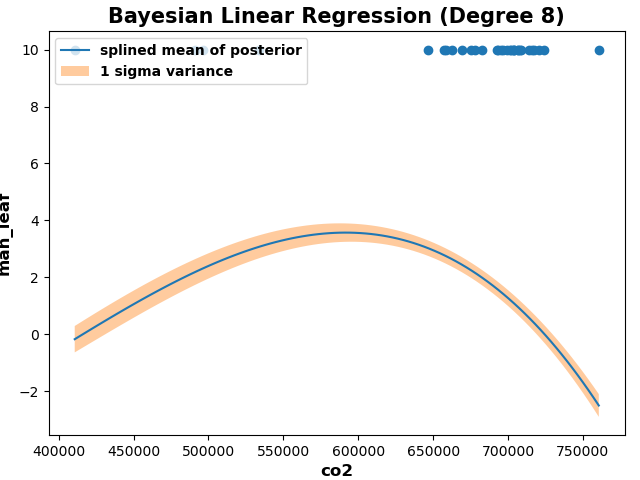 Bayesian Linear Regression (Degree 8)
splined mean of posterior
1 sigma variance
10
8
6
4
2
0
−2
man_leaf
400000 450000 500000 550000 600000 650000 700000 750000
co2